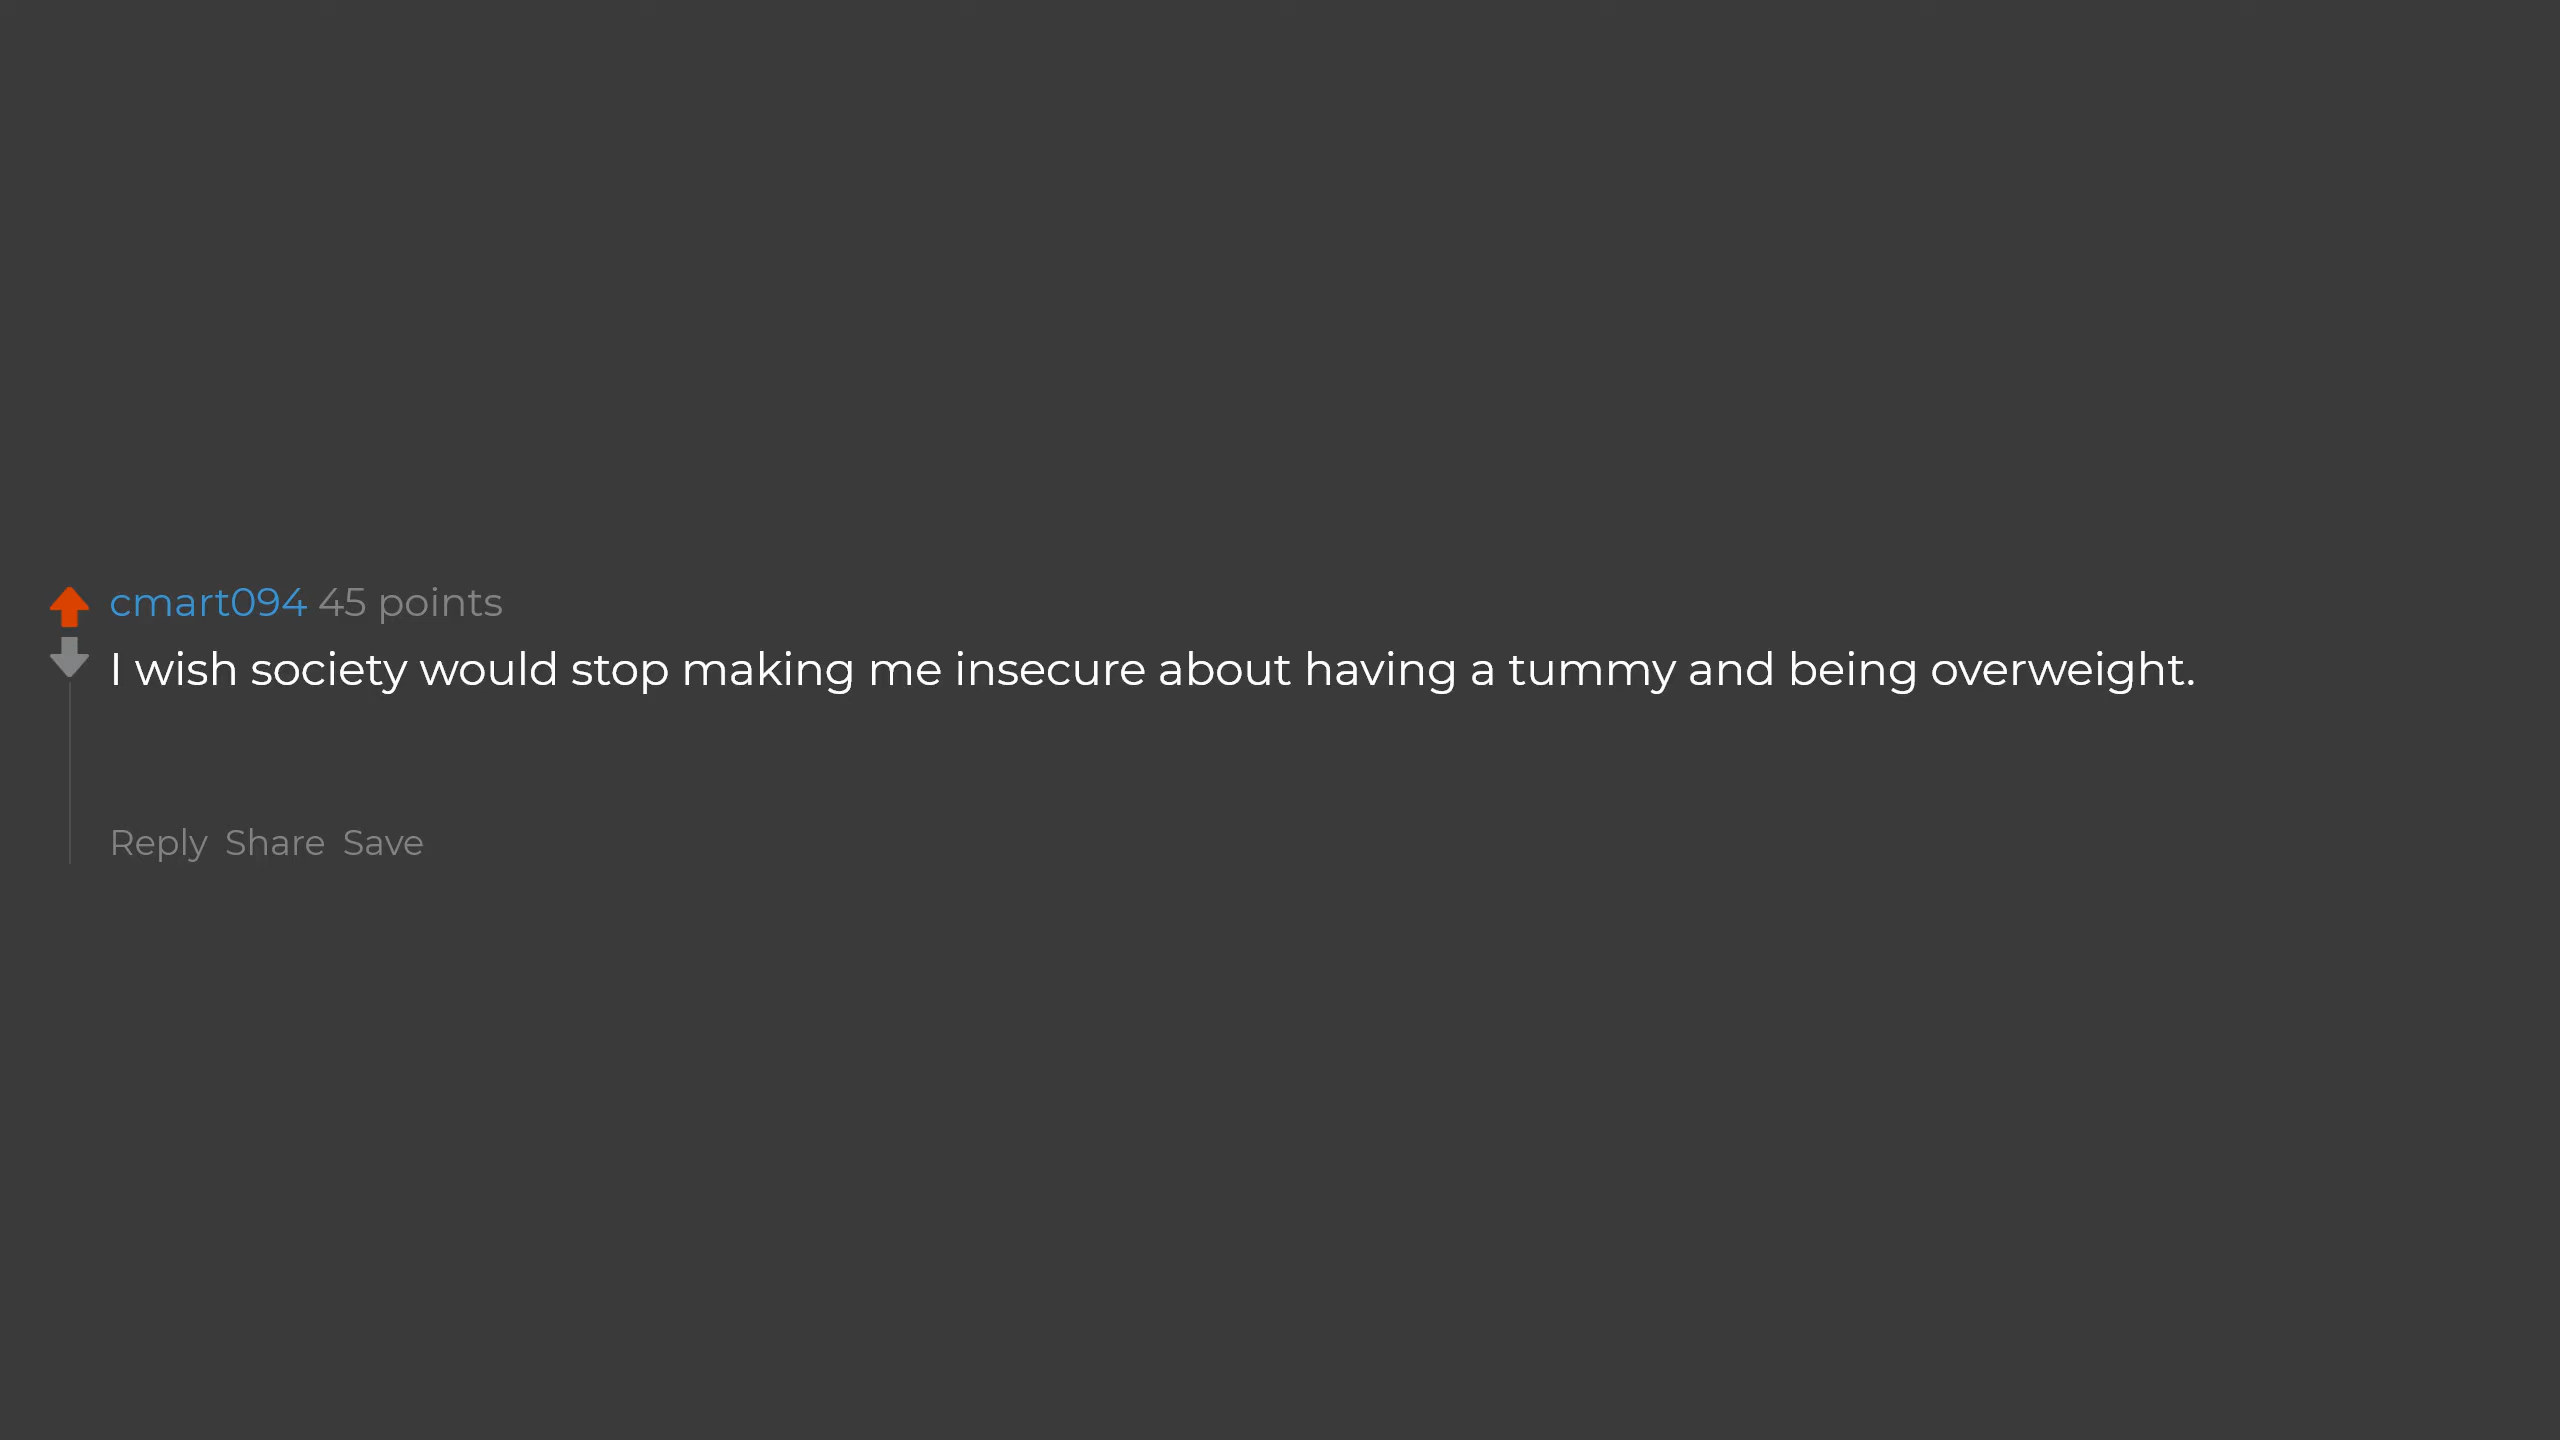 cmart094 45 points
I wish society would stop making me insecure about having a tummy and being overweight.
Reply Share Save